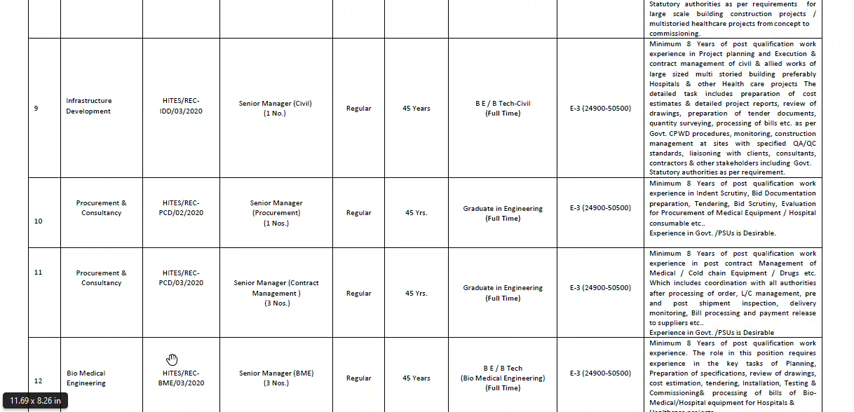 Statutory authorities as per requirements for
large scale building construction projects /
multistoried healthcare projects from concept to
commissioning.
9
Infrastructure
Development
HITES/REC-
IDD/03/2020
Senior Manager (Civil)
(1 No.)
Regular
45 Years
B E / B Tech-Civil
(Full Time)
E-3 (24900-50500)
Minimum 8 Years of post qualification work
experience in Project planning and Execution &
contract management of civil & allied works of
large sized multi storied building preferably
Hospitals & other Health care projects The
detailed task includes preparation of cost
estimates & detailed project reports, review of
drawings, preparation of tender documents,
quantity surveying, processing of bills etc. as per
Govt. CPWD procedures, monitoring, construction
management at sites with specified QA/QC
standards, liaisoning with clients, consultants,
contractors & other stakeholders including Govt.
Statutory authorities as per requirement.
10
Procurement &
Consultancy
HITES/REC-
PCD/02/2020
Senior Manager
(Procurement)
(1 Nos.)
Regular
45 Yrs.
Graduate in Engineering
(Full Time)
E-3 (24900-50500)
Minimum 8 Years of post qualification work
experience in Indent Scrutiny, Bid Documentation
preparation, Tendering, Bid Scrutiny, Evaluation
for Procurement of Medical Equipment / Hospital
consumable etc..
Experience in Govt. /PSUs is Desirable.
11
Procurement &
Consultancy
HITES/REC-
PCD/03/2020
Senior Manager (Contract
Management )
(3 Nos.)
Regular
45 Yrs.
Graduate in Engineering
(Full Time)
E-3 (24900-50500)
Minimum 8 Years of post qualification work
experience in post contract Management of
Medical / Cold chain Equipment / Drugs etc.
Which includes coordination with all authorities
after processing of order, L/C management, pre
and post shipment inspection, delivery
monitoring, Bill processing and payment release
to suppliers etc..
Experience in Govt. /PSUs is Desirable
12
Bio Medical
Engineering
HITES/REC-
BME/03/2020
Senior Manager (BME)
(3 Nos.)
Regular
45 Years
B E / B Tech
(Bio Medical Engineering)
(Full Time)
E-3 (24900-50500)
Minimum 8 Years of post qualification work
experience. The role in this position requires
experience in the key tasks of Planning,
Preparation of specifications, review of drawings,
cost estimation, tendering, Installation, Testing &
Commissioning& processing of bills of Bio-
Medical/Hospital equipment for Hospitals &
11.69 x 8.26 in